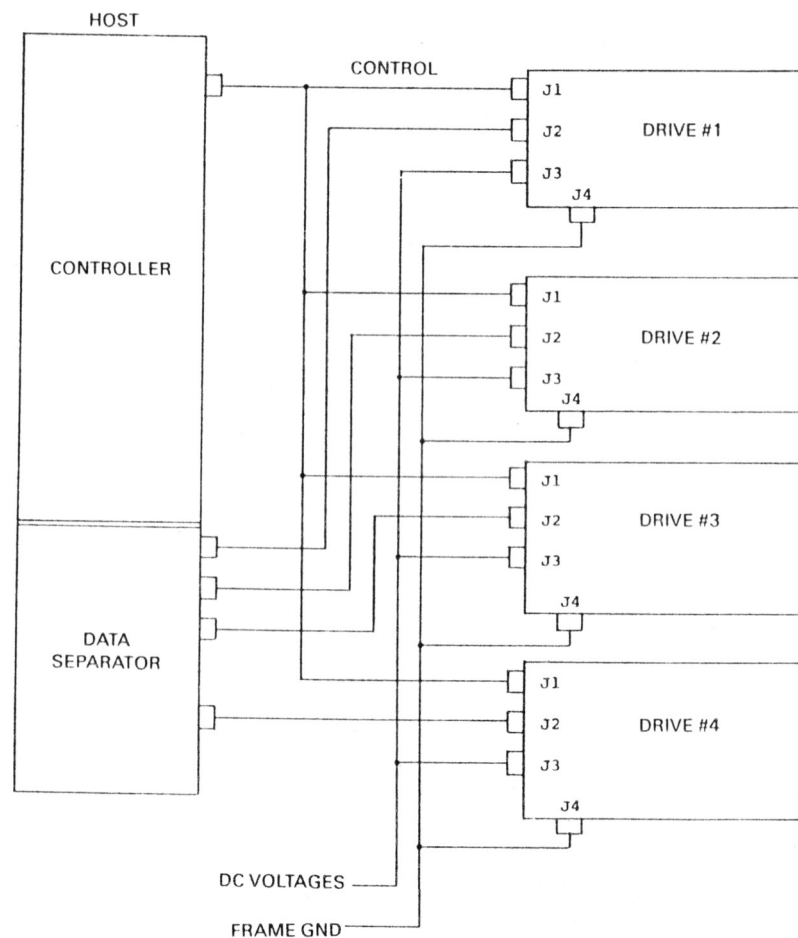 HOST
CONTROLLER
DATA
SEPARATOR
CONTROL
J1
J2
J3
J4
DRIVE #1
J1
J2
J3
J4
DRIVE #2
J1
J2
J3
J4
DRIVE #3
J1
J2
J3
J4
DRIVE #4
DC VOLTAGES
FRAME GND